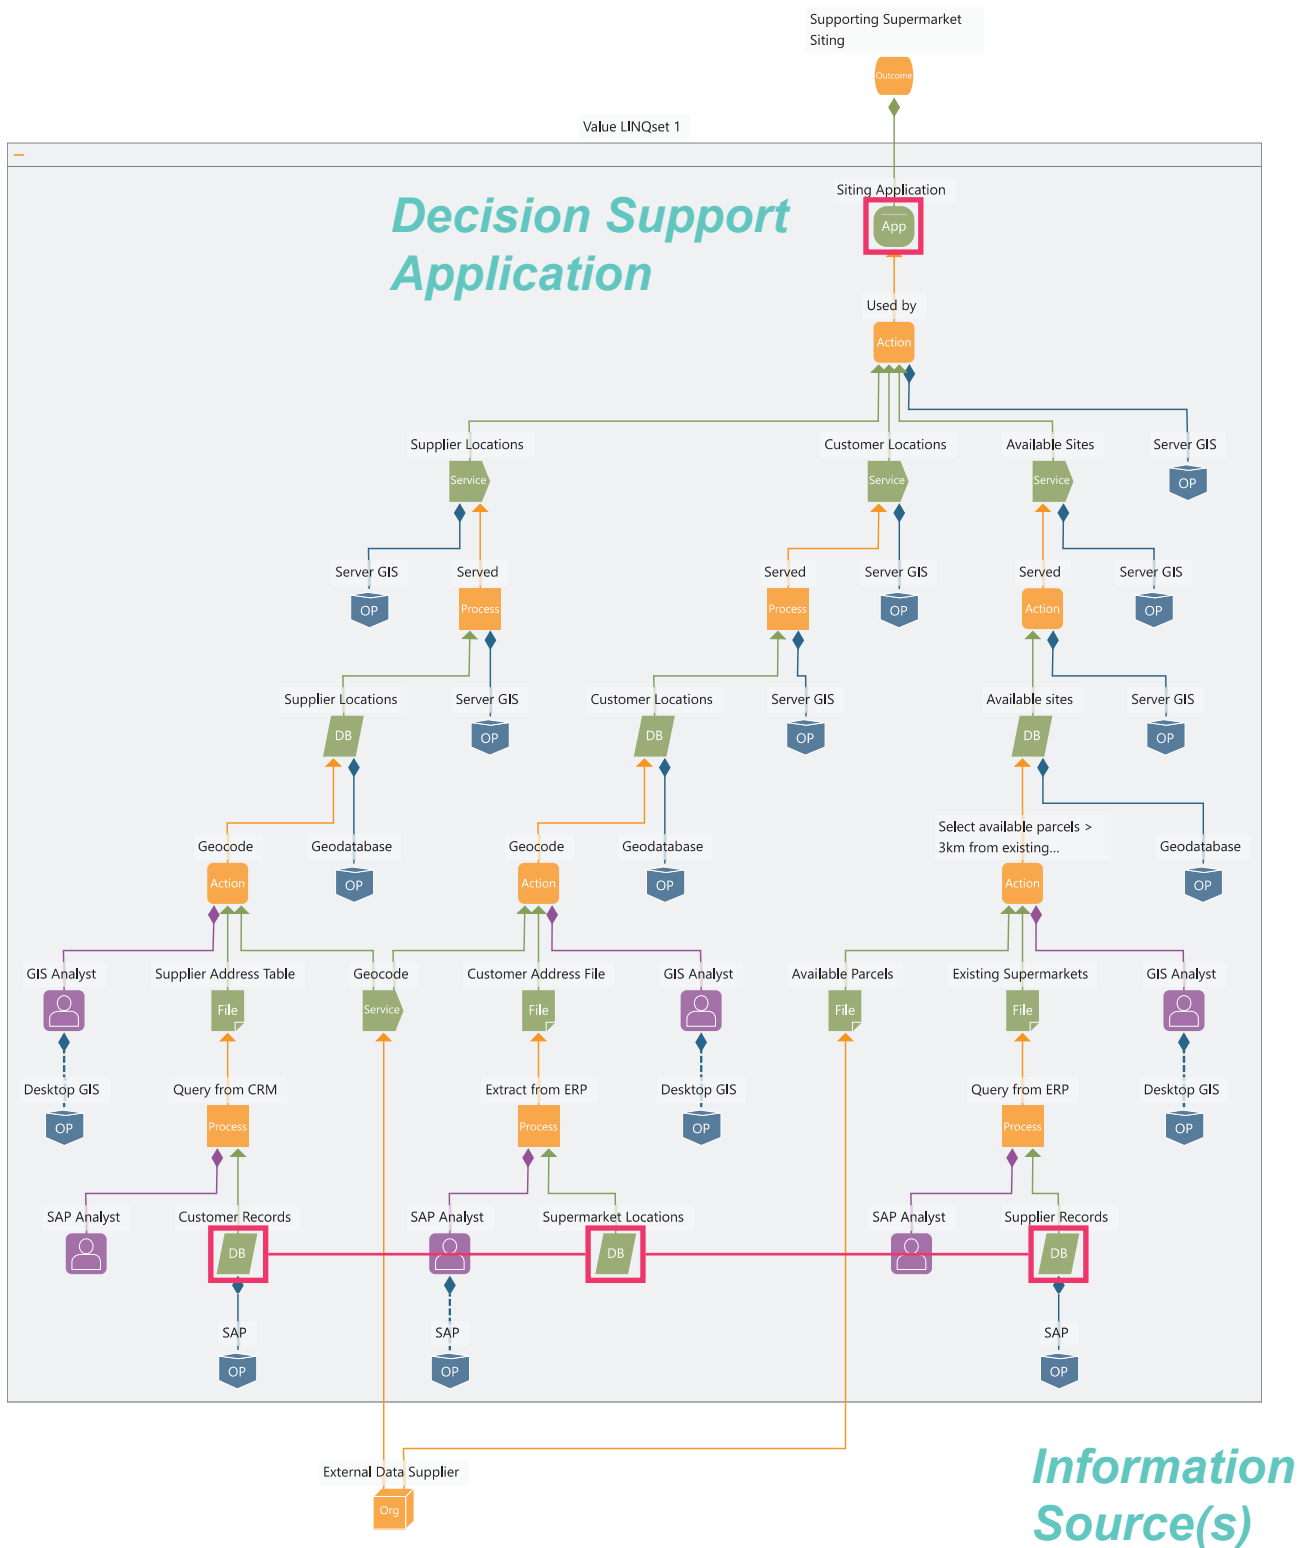 Supporting Supermarket
Siting
Outcome
Value LINQset 1
Siting Application
Decision Support
Application
App
Used by
Action
Supplier Locations
Customer Locations
Available Sites
Server GIS
Service
Service
Service
OP
Server GIS
Served
Served
Server GIS
Served
Server GIS
OP
Process
Process
OP
Action
OP
Supplier Locations
Server GIS
Customer Locations
Server GIS
Available sites
Server GIS
DB
OP
DB
OP
DB
OP
Select available parcels >
3km from existing...
Geocode
Geodatabase
Geocode
Geodatabase
Geodatabase
Action
OP
Action
OP
Action
OP
GIS Analyst
Supplier Address Table
Geocode
Customer Address File
GIS Analyst
Available Parcels
Existing Supermarkets
GIS Analyst
File
Service
File
File
File
Desktop GIS
Query from CRM
Extract from ERP
Desktop GIS
Query from ERP
Desktop GIS
OP
Process
Process
OP
Process
OP
SAP Analyst
Customer Records
SAP Analyst
Supermarket Locations
SAP Analyst
Supplier Records
DB
DB
DB
SAP
SAP
SAP
OP
OP
OP
External Data Supplier
Org
Information
Source(s)